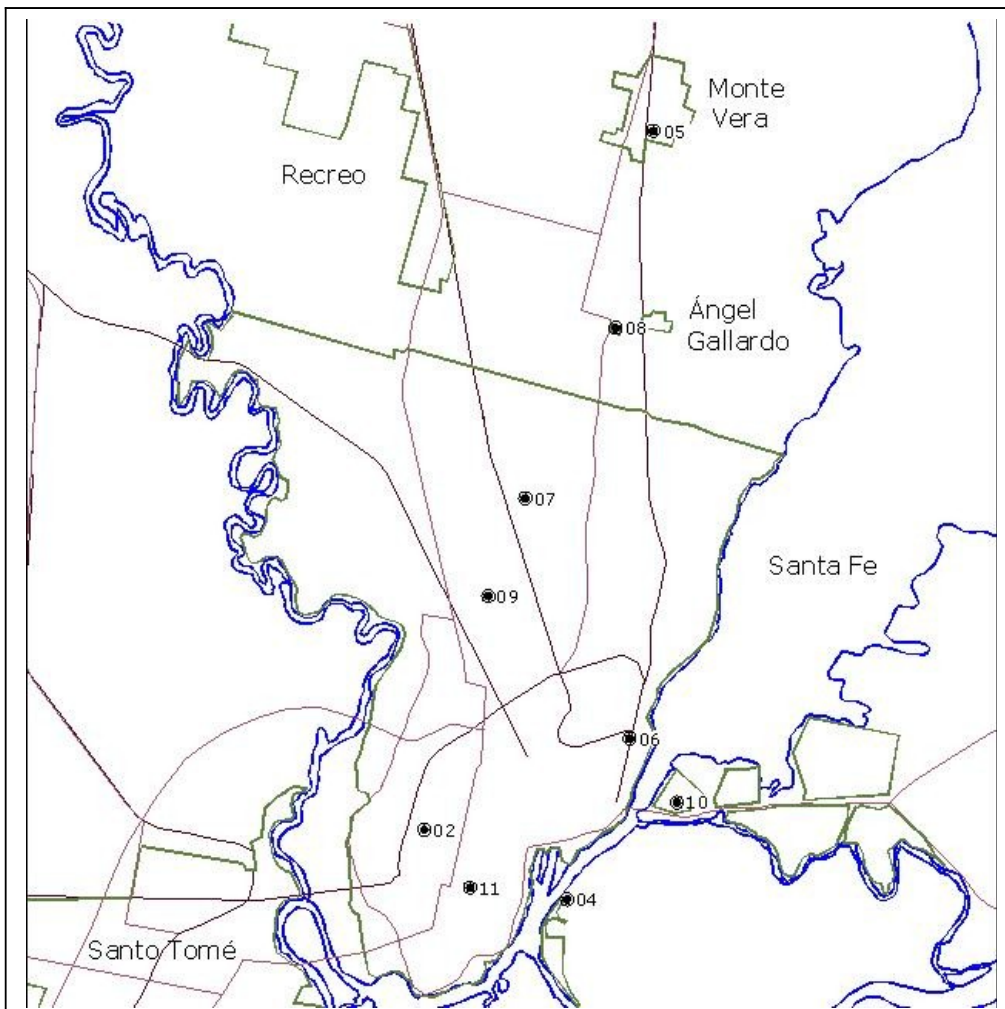 Monte
Vera
05
Recreo
Ángel
Gallardo
08
07
Santa Fe
09
06
10
02
11
04
Santo Tomé